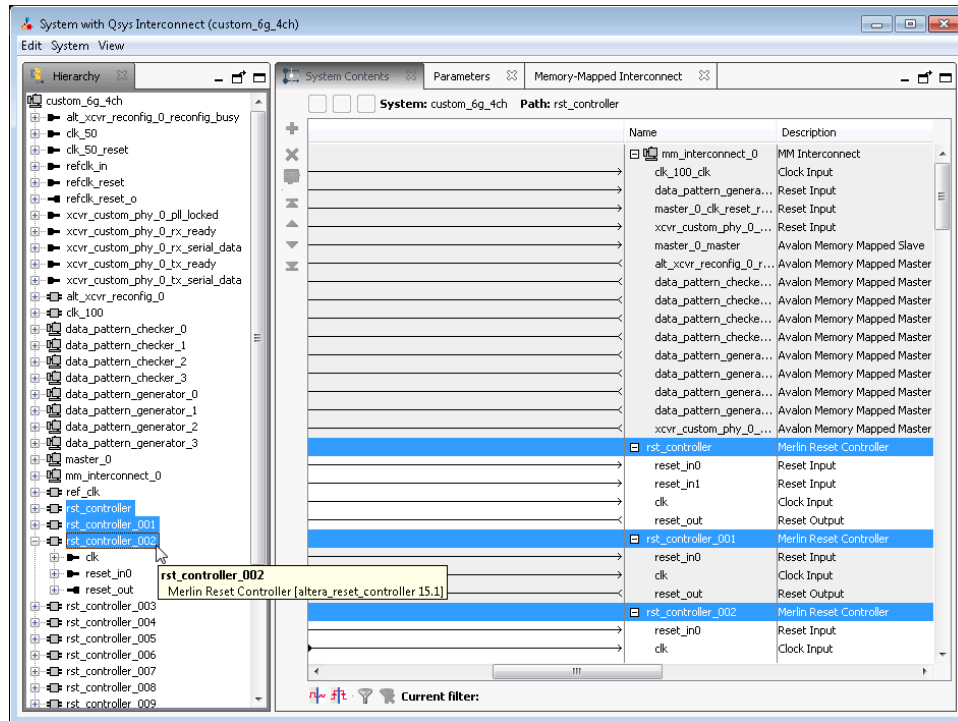 System with Qsys Interconnect (custom_6g_4ch)
Edit System View
Hierarchy
custom_6g_4ch
alt_xcvr_reconfig_0_reconfig_busy
clk_50
clk_50_reset
refclk_in
refclk_reset
refclk_reset_o
xcvr_custom_phy_0_pll_locked
xcvr_custom_phy_0_rx_ready
xcvr_custom_phy_0_rx_serial_data
xcvr_custom_phy_0_tx_ready
xcvr_custom_phy_0_tx_serial_data
alt_xcvr_reconfig_0
clk_100
data_pattern_checker_0
data_pattern_checker_1
data_pattern_checker_2
data_pattern_checker_3
data_pattern_generator_0
data_pattern_generator_1
data_pattern_generator_2
data_pattern_generator_3
master_0
mm_interconnect_0
ref_clk
rst_controller
rst_controller_001
rst_controller_002
clk
reset_in0
reset_out
rst_controller_003
rst_controller_004
rst_controller_005
rst_controller_006
rst_controller_007
rst_controller_008
rst_controller_009
rst_controller_002
Merlin Reset Controller [altera_reset_controller 15.1]
System Contents Parameters Memory-Mapped Interconnect
System: custom_6g_4ch Path: rst_controller
Name Description
mm_interconnect_0 MM Interconnect
clk_100_clk Clock Input
data_pattern_genera... Reset Input
master_0_clk_reset_r... Reset Input
xcvr_custom_phy_0_... Reset Input
master_0_master Avalon Memory Mapped Slave
alt_xcvr_reconfig_0_r... Avalon Memory Mapped Master
data_pattern_checke... Avalon Memory Mapped Master
data_pattern_checke... Avalon Memory Mapped Master
data_pattern_checke... Avalon Memory Mapped Master
data_pattern_checke... Avalon Memory Mapped Master
data_pattern_genera... Avalon Memory Mapped Master
data_pattern_genera... Avalon Memory Mapped Master
data_pattern_genera... Avalon Memory Mapped Master
data_pattern_genera... Avalon Memory Mapped Master
xcvr_custom_phy_0_... Avalon Memory Mapped Master
rst_controller Merlin Reset Controller
reset_in0 Reset Input
reset_in1 Reset Input
clk Clock Input
reset_out Reset Output
rst_controller_001 Merlin Reset Controller
reset_in0 Reset Input
clk Clock Input
reset_out Reset Output
rst_controller_002 Merlin Reset Controller
reset_in0 Reset Input
clk Clock Input
Current filter: